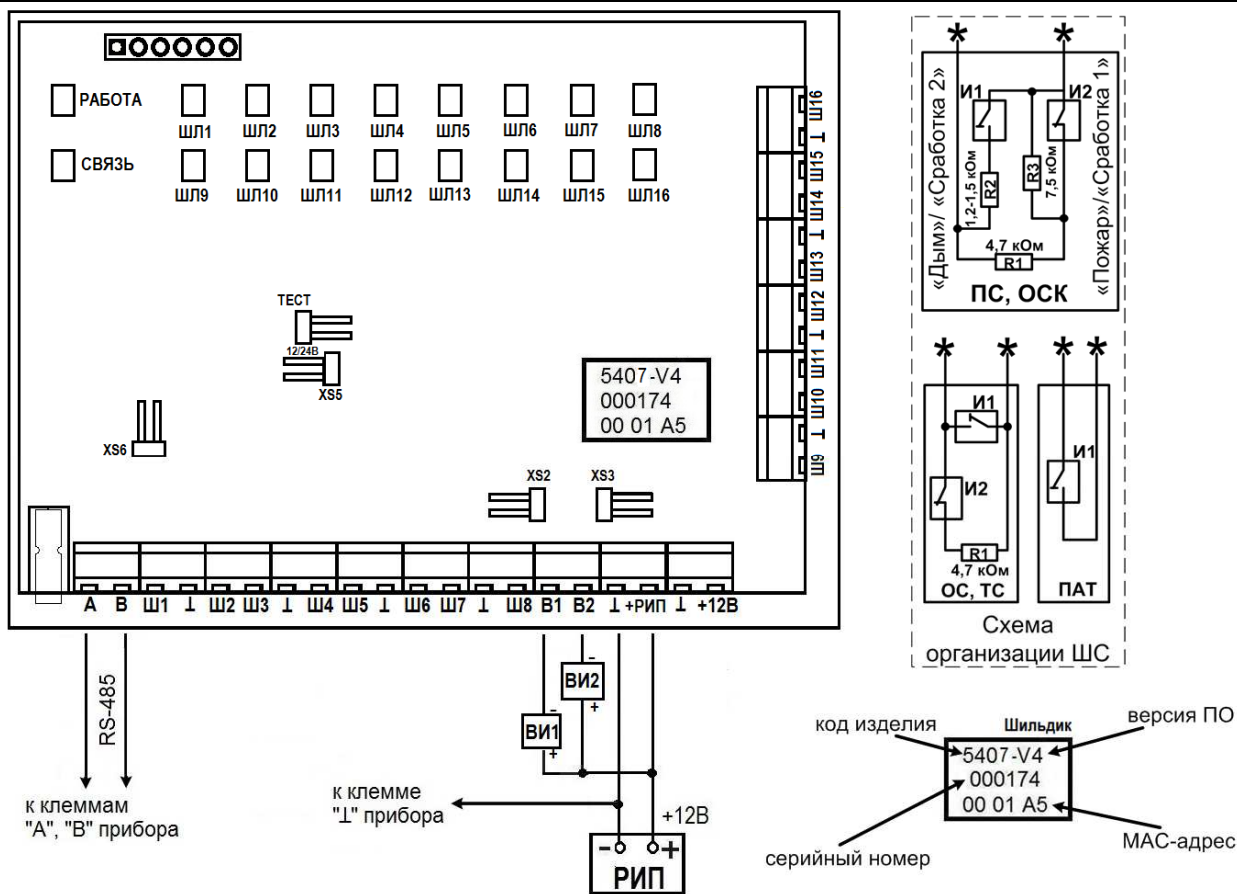 РАБОТА
ШЛ1 ШЛ2 ШЛ3 ШЛ4 ШЛ5 ШЛ6 ШЛ7 ШЛ8
СВЯЗЬ
ШЛ9 ШЛ10 ШЛ11 ШЛ12 ШЛ13 ШЛ14 ШЛ15 ШЛ16
ТЕСТ
12/24В
XS5
XS6
5407-V4
000174
00 01 A5
XS2
XS3
Ш16
⊥
Ш15
Ш14
⊥
Ш13
Ш12
⊥
Ш11
Ш10
⊥
Ш9
А В Ш1 ⊥ Ш2 Ш3 ⊥ Ш4 Ш5 ⊥ Ш6 Ш7 ⊥ Ш8 В1 В2 ⊥ +РИП ⊥ +12В
RS-485
к клеммам
"А", "В" прибора
-
ВИ1
+
-
ВИ2
+
к клемме
"⊥" прибора
+12В
- +
РИП
* *
«Дым»/ «Сработка 2»
И1
И2
1,2-1,5 кОм
R2
R3
7,5 кОм
4,7 кОм
R1
«Пожар»/«Сработка 1»
ПС, ОСК
* *
И1
И2
R1
4,7 кОм
ОС, ТС
* *
И1
ПАТ
Схема
организации ШС
код изделия
Шильдик
версия ПО
5407-V4
000174
00 01 A5
серийный номер
МАС-адрес